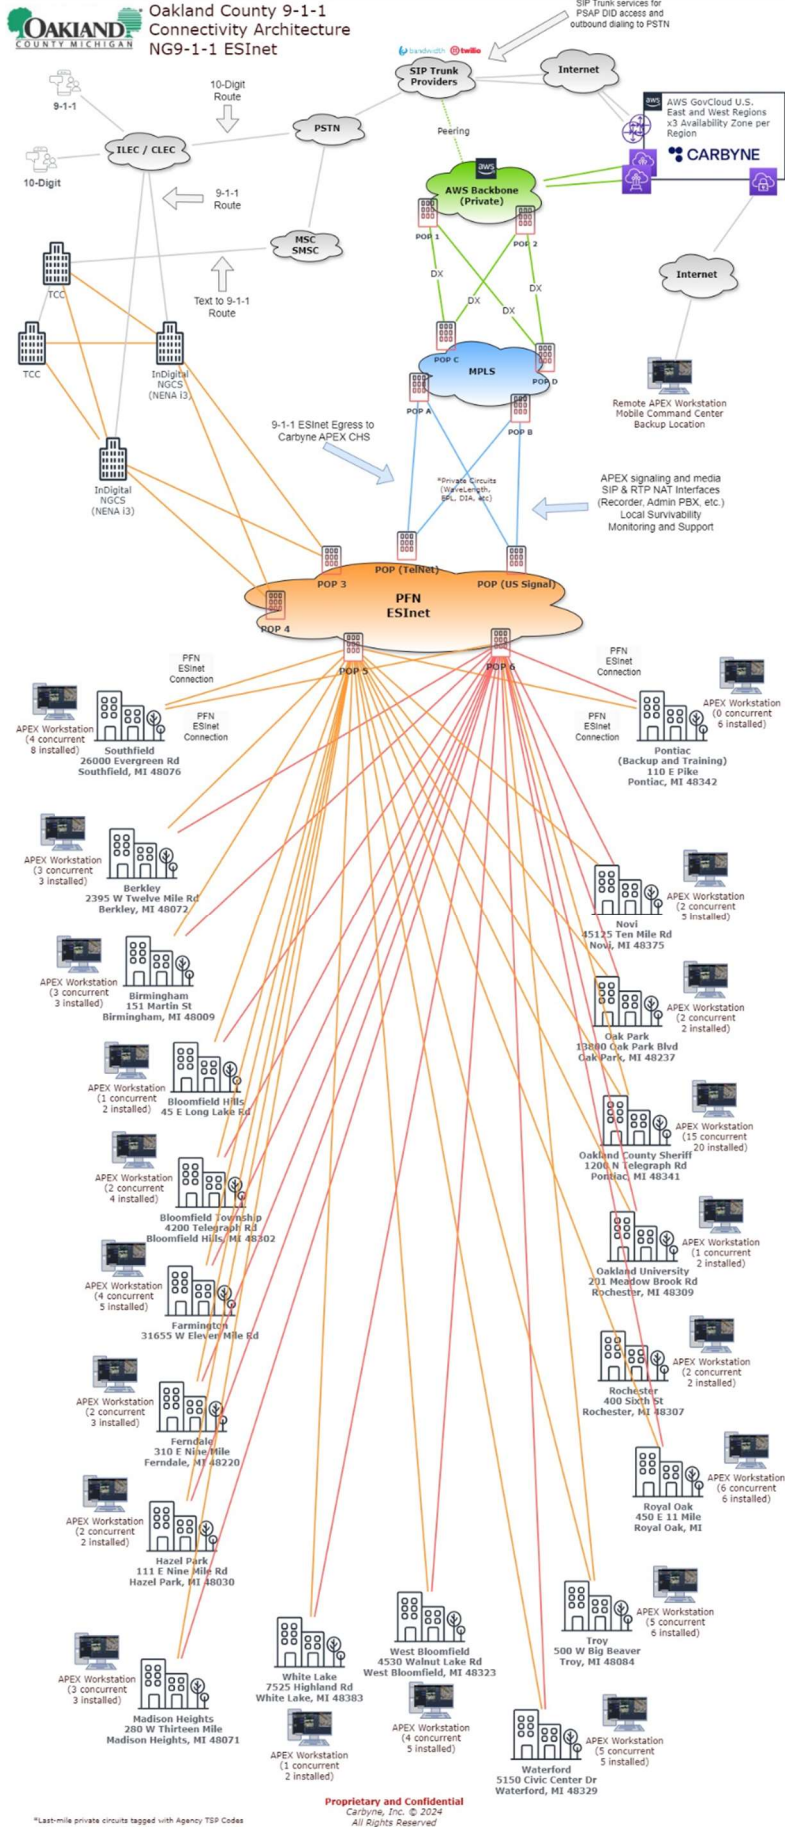 OAKLAND
COUNTY MICHIGAN
Oakland County 9-1-1
Connectivity Architecture
NG9-1-1 ESInet
SIP Trunk services for
PSAP DID access and
outbound dialing to PSTN
bandwidth
twilio
SIP Trunk
Providers
Internet
aws
AWS GovCloud U.S.
East and West Regions
x3 Availability Zone per
Region
CARBYNE
9-1-1
10-Digit
Route
PSTN
Peering
ILEC / CLEC
10-Digit
9-1-1
Route
aws
AWS Backbone
(Private)
POP 1
POP 2
MSC
SMSC
Internet
TCC
Text to 9-1-1
Route
DX
DX
DX
DX
TCC
InDigital
NGCS
(NENA i3)
POP C
MPLS
POP D
POP A
POP B
Remote APEX Workstation
Mobile Command Center
Backup Location
9-1-1 ESInet Egress to
Carbyne APEX CHS
InDigital
NGCS
(NENA i3)
*Private Circuits
(WaveLength,
EPL, DIA, etc)
APEX signaling and media
SIP & RTP NAT Interfaces
(Recorder, Admin PBX, etc.)
Local Survivability
Monitoring and Support
POP 3
POP (TelNet)
POP (US Signal)
PFN
ESInet
POP 4
POP 5
POP 6
PFN
ESInet
Connection
PFN
ESInet
Connection
APEX Workstation
(4 concurrent
8 installed)
Southfield
26000 Evergreen Rd
Southfield, MI 48076
PFN
ESInet
Connection
PFN
ESInet
Connection
Pontiac
(Backup and Training)
110 E Pike
Pontiac, MI 48342
APEX Workstation
(0 concurrent
6 installed)
APEX Workstation
(3 concurrent
3 installed)
Berkley
2395 W Twelve Mile Rd
Berkley, MI 48072
Novi
45125 Ten Mile Rd
Novi, MI 48375
APEX Workstation
(2 concurrent
5 installed)
APEX Workstation
(3 concurrent
3 installed)
Birmingham
151 Martin St
Birmingham, MI 48009
Oak Park
13800 Oak Park Blvd
Oak Park, MI 48237
APEX Workstation
(2 concurrent
2 installed)
APEX Workstation
(1 concurrent
2 installed)
Bloomfield Hills
45 E Long Lake Rd
Oakland County Sheriff
1200 N Telegraph Rd
Pontiac, MI 48341
APEX Workstation
(15 concurrent
20 installed)
APEX Workstation
(2 concurrent
4 installed)
Bloomfield Township
4200 Telegraph Rd
Bloomfield Hills, MI 48302
Oakland University
201 Meadow Brook Rd
Rochester, MI 48309
APEX Workstation
(1 concurrent
2 installed)
APEX Workstation
(4 concurrent
5 installed)
Farmington
31655 W Eleven Mile Rd
Rochester
400 Sixth St
Rochester, MI 48307
APEX Workstation
(2 concurrent
2 installed)
APEX Workstation
(2 concurrent
3 installed)
Ferndale
310 E Nine Mile
Ferndale, MI 48220
Royal Oak
450 E 11 Mile
Royal Oak, MI
APEX Workstation
(6 concurrent
6 installed)
APEX Workstation
(2 concurrent
2 installed)
Hazel Park
111 E Nine Mile Rd
Hazel Park, MI 48030
Troy
500 W Big Beaver
Troy, MI 48084
APEX Workstation
(5 concurrent
6 installed)
APEX Workstation
(3 concurrent
3 installed)
Madison Heights
280 W Thirteen Mile
Madison Heights, MI 48071
White Lake
7525 Highland Rd
White Lake, MI 48383
APEX Workstation
(1 concurrent
2 installed)
West Bloomfield
4530 Walnut Lake Rd
West Bloomfield, MI 48323
APEX Workstation
(4 concurrent
5 installed)
Waterford
5150 Civic Center Dr
Waterford, MI 48329
APEX Workstation
(5 concurrent
5 installed)
Proprietary and Confidential
Carbyne, Inc. © 2024
All Rights Reserved
*Last-mile private circuits tagged with Agency TSP Codes